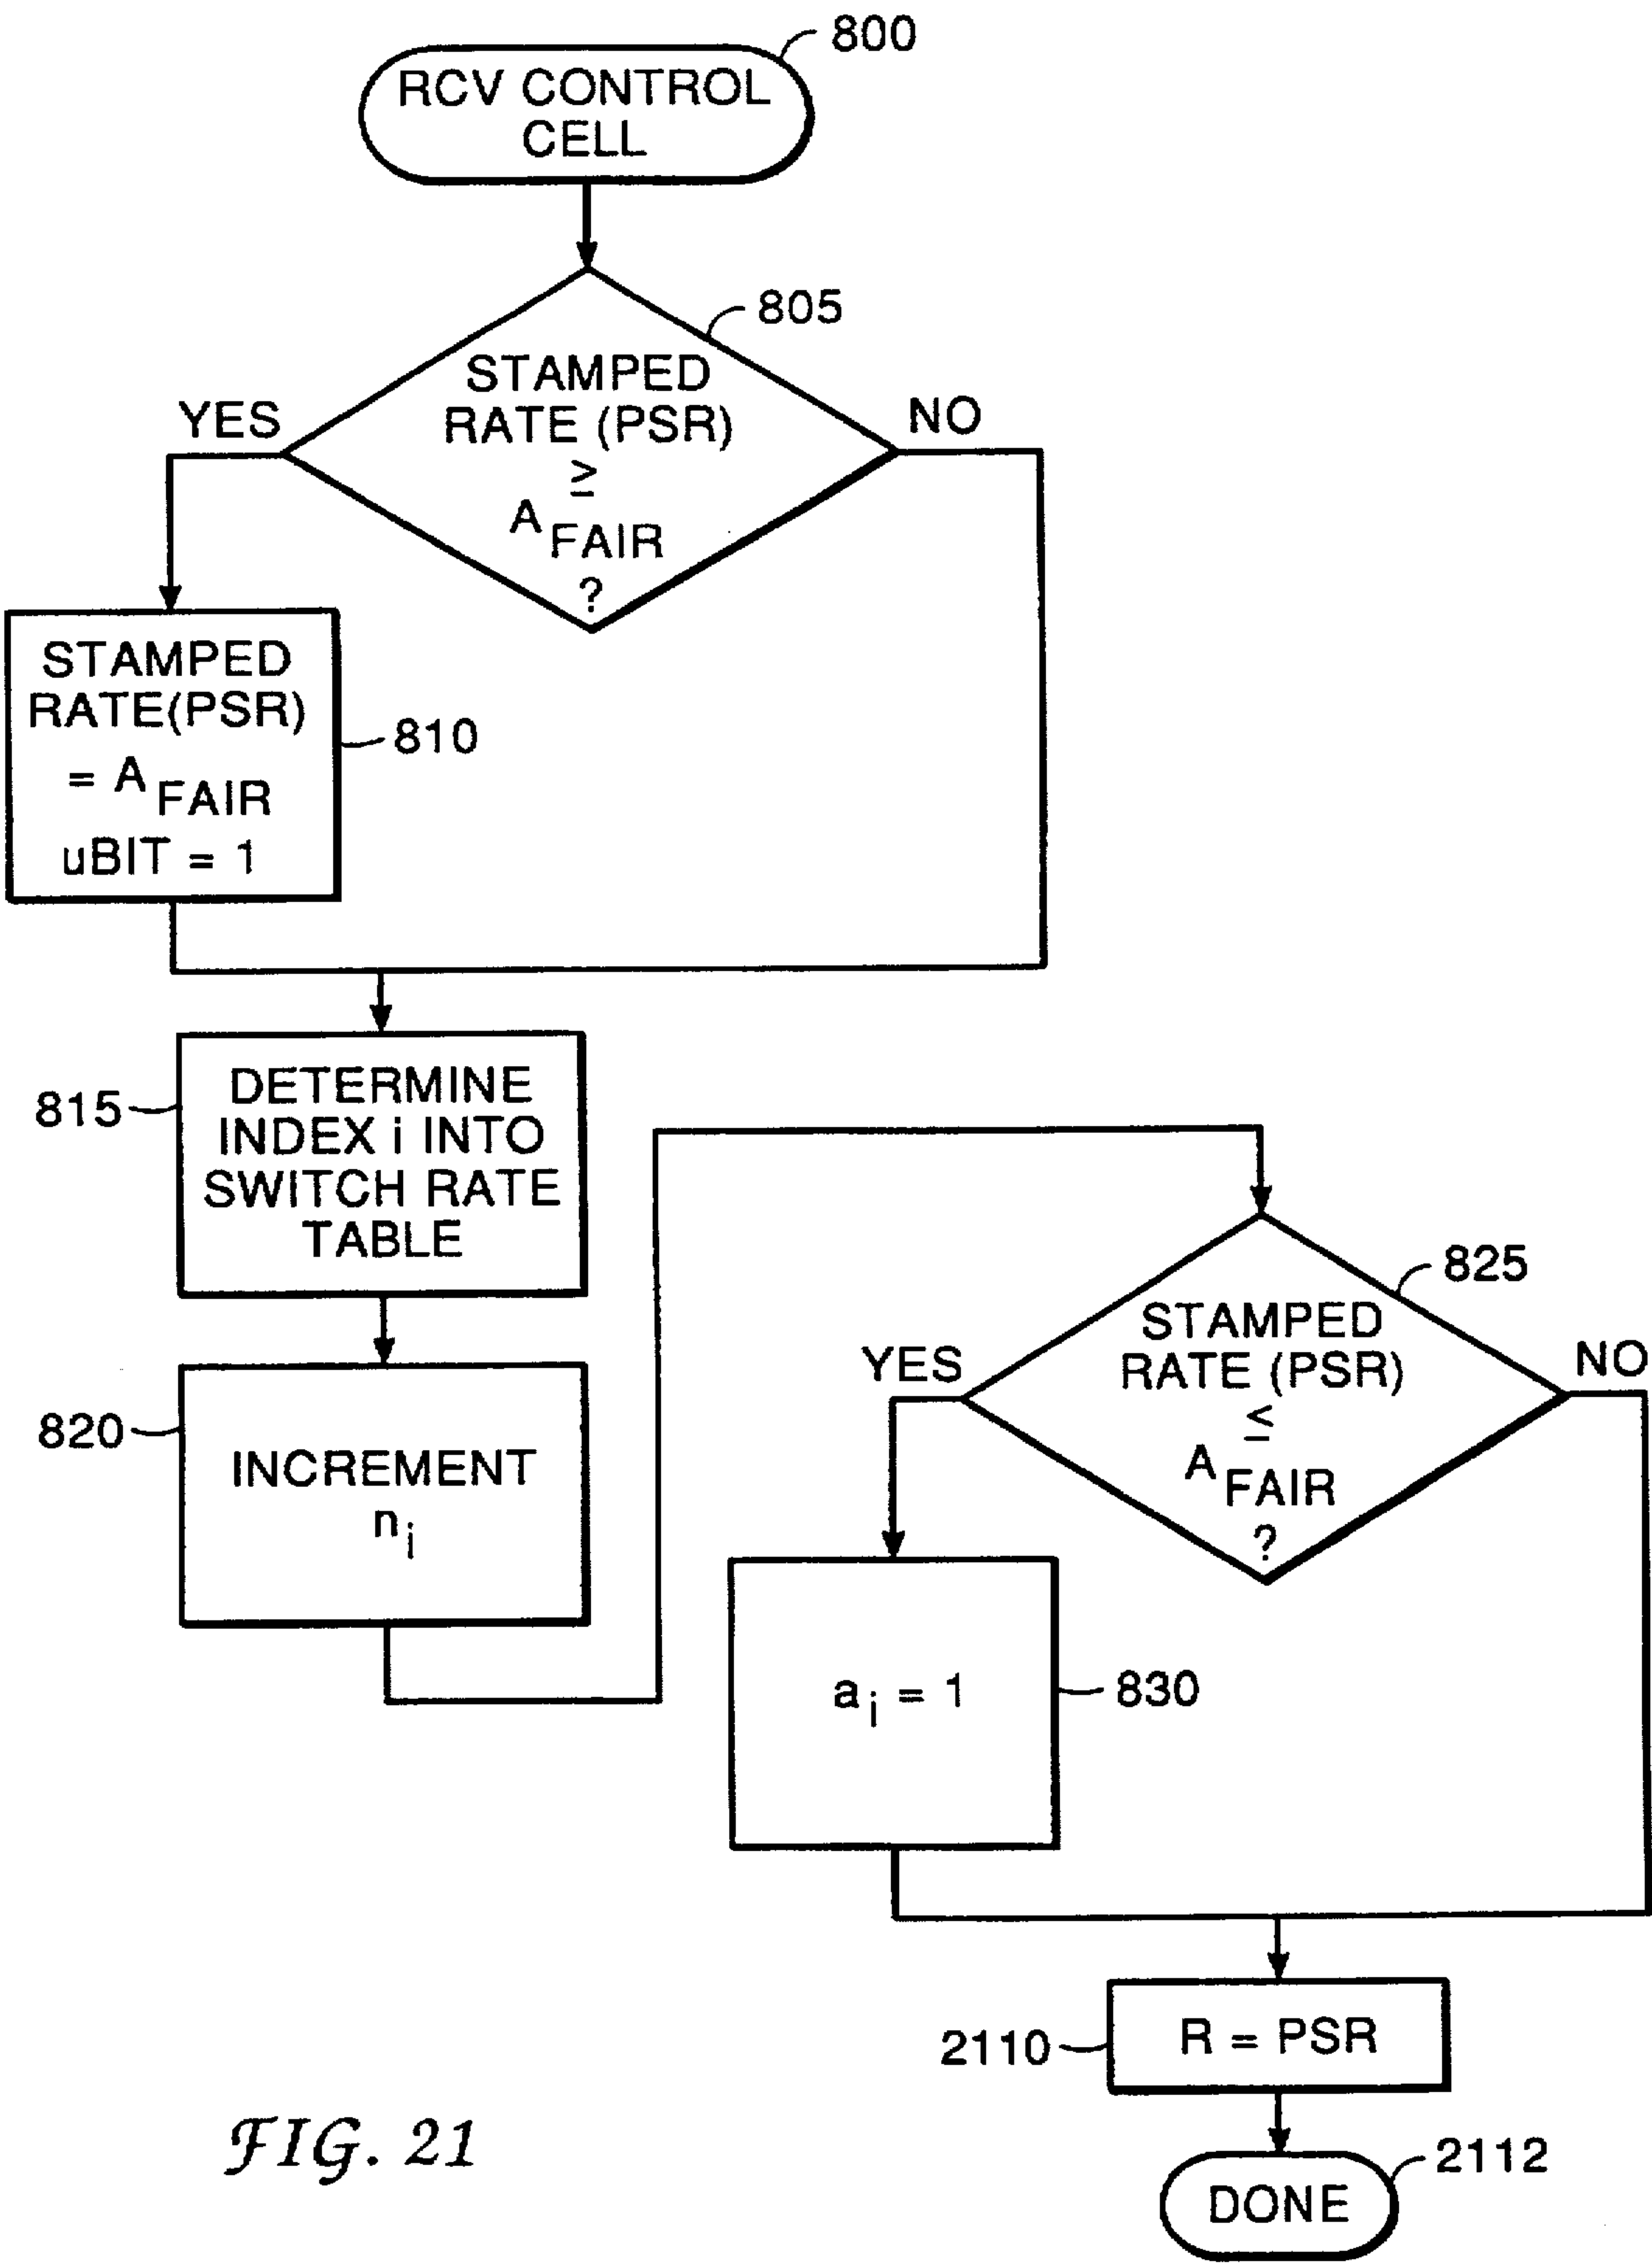 800
RCV CONTROL
CELL
805
STAMPED
RATE (PSR)
≥
A FAIR
?
YES
NO
STAMPED
RATE(PSR)
= A FAIR
uBIT = 1
810
815
DETERMINE
INDEX i INTO
SWITCH RATE
TABLE
820
INCREMENT
n i
825
STAMPED
RATE (PSR)
≤
A FAIR
?
YES
NO
a i = 1
830
2110
R = PSR
2112
DONE
FIG. 21